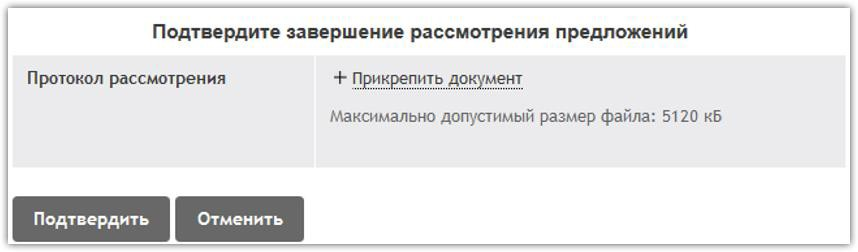 Подтвердите завершение рассмотрения предложений
Протокол рассмотрения
+ Прикрепить документ
Максимально допустимый размер файла: 5120 кБ
Подтвердить Отменить